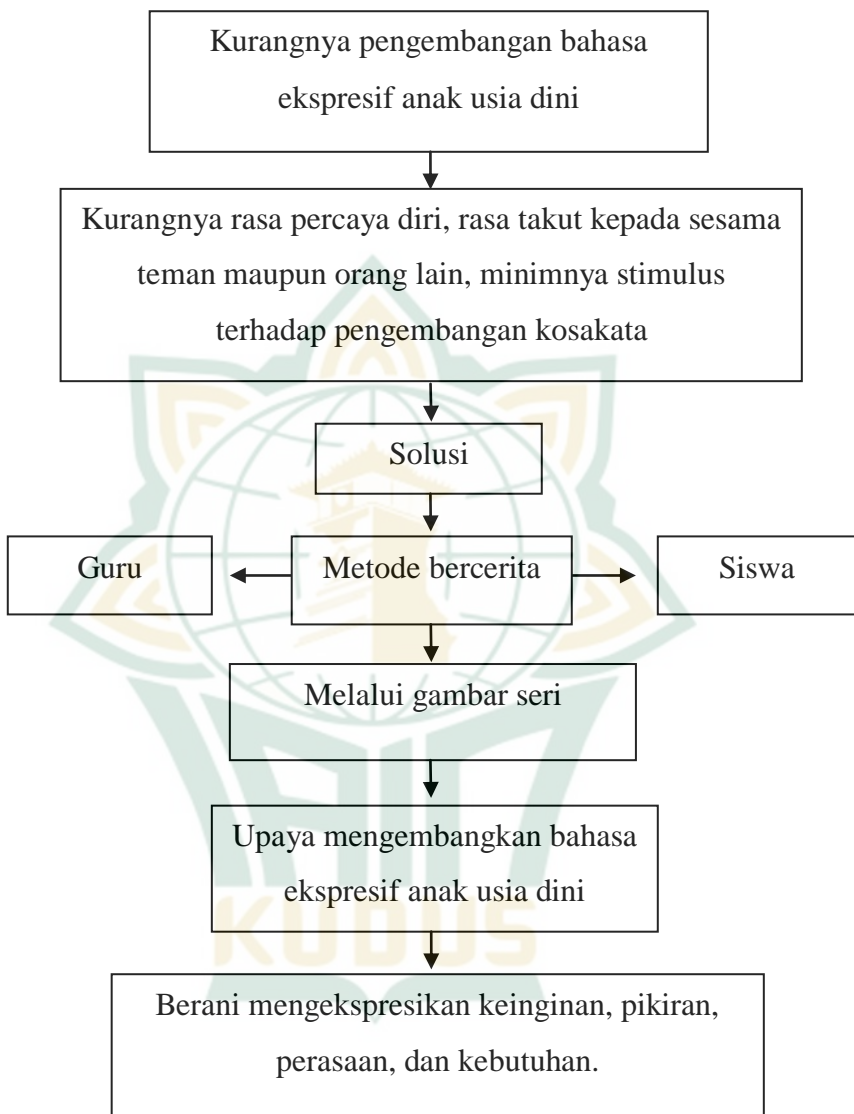 Kurangnya pengembangan bahasa
ekspresif anak usia dini
Kurangnya rasa percaya diri, rasa takut kepada sesama
teman maupun orang lain, minimnya stimulus
terhadap pengembangan kosakata
Solusi
Guru
Metode bercerita
Siswa
Melalui gambar seri
Upaya mengembangkan bahasa
ekspresif anak usia dini
Berani mengekspresikan keinginan, pikiran,
perasaan, dan kebutuhan.
IAIN
KUDUS